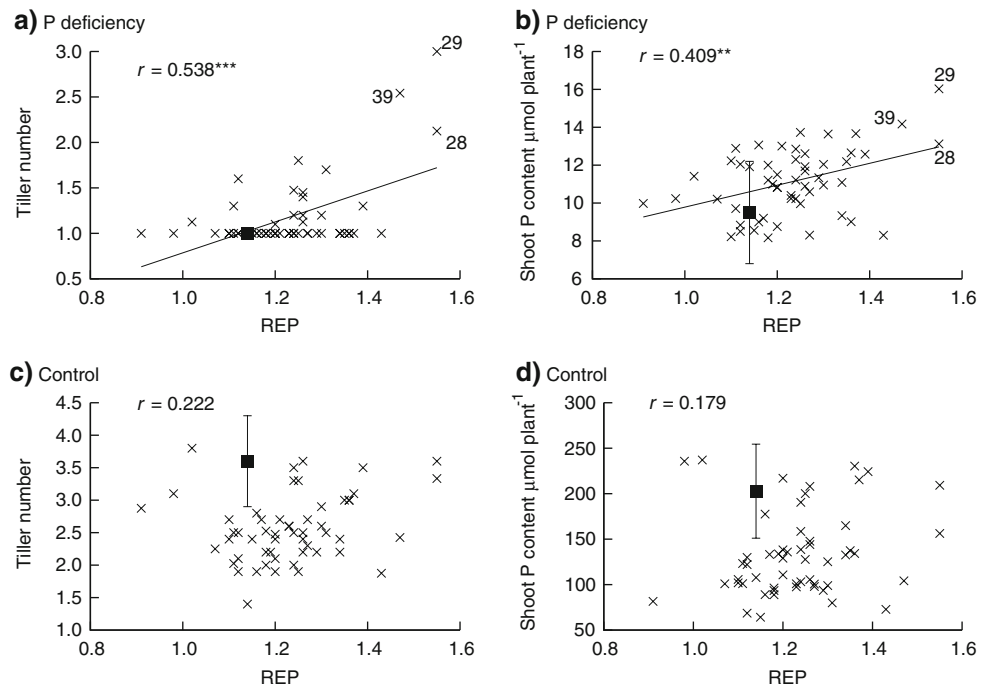 a) P deficiency
r = 0.538***
Tiller number
3.0
2.5
2.0
1.5
1.0
0.5
29
39
28
0.8 1.0 1.2 1.4 1.6
REP
b) P deficiency
r = 0.409**
Shoot P content μmol plant⁻¹
18
16
14
12
10
8
6
29
39
28
0.8 1.0 1.2 1.4 1.6
REP
c) Control
r = 0.222
Tiller number
4.5
4.0
3.5
3.0
2.5
2.0
1.5
1.0
0.8 1.0 1.2 1.4 1.6
REP
d) Control
r = 0.179
Shoot P content μmol plant⁻¹
300
250
200
150
100
50
0.8 1.0 1.2 1.4 1.6
REP